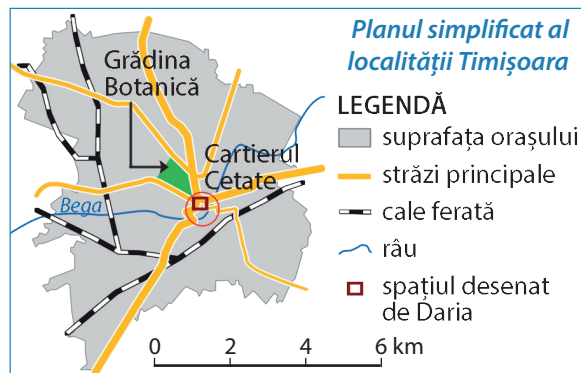 Planul simplificat al
localității Timișoara
Grădina
Botanică
Cartierul
Cetate
Bega
LEGENDĂ
suprafața orașului
străzi principale
cale ferată
râu
spațiul desenat
de Daria
0 2 4 6 km